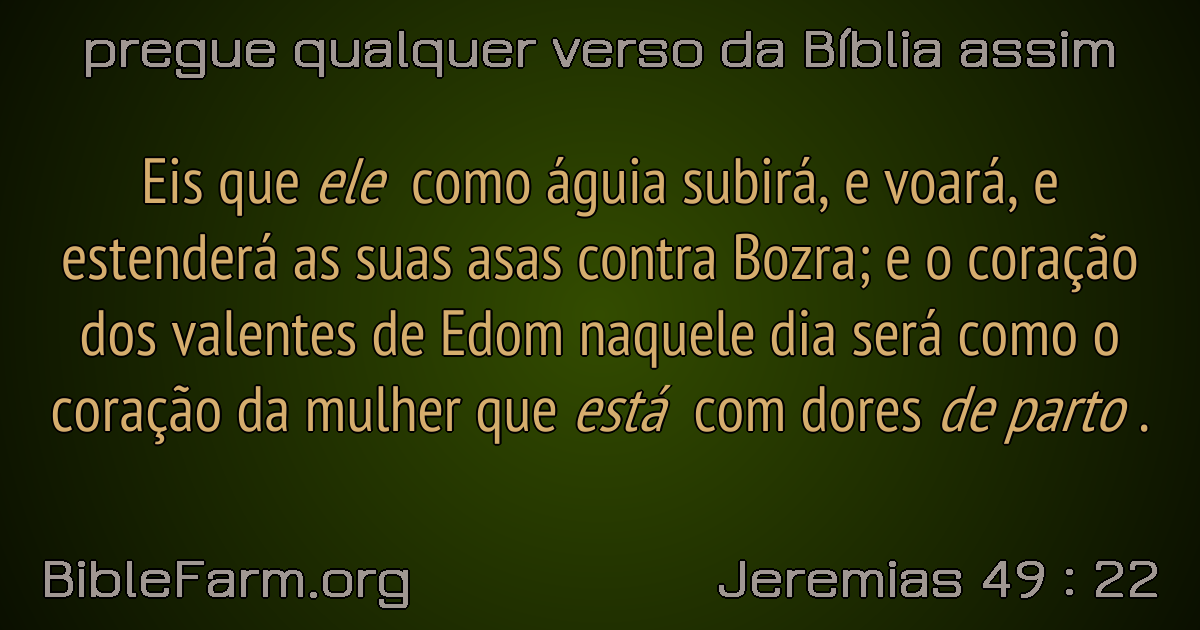 pregue qualquer verso da Bíblia assim
Eis que ele como águia subirá, e voará, e
estenderá as suas asas contra Bozra; e o coração
dos valentes de Edom naquele dia será como o
coração da mulher que está com dores de parto .
BibleFarm.org
Jeremias 49 : 22